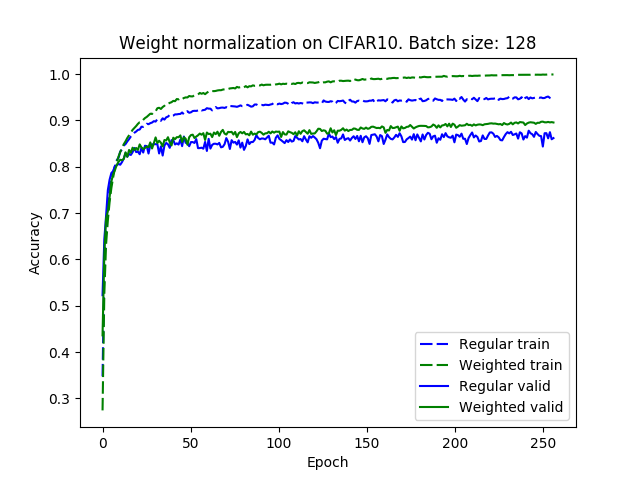 Weight normalization on CIFAR10. Batch size: 128
1.0
0.9
0.8
0.7
0.6
0.5
0.4
0.3
Accuracy
Regular train
Weighted train
Regular valid
Weighted valid
0 50 100 150 200 250
Epoch